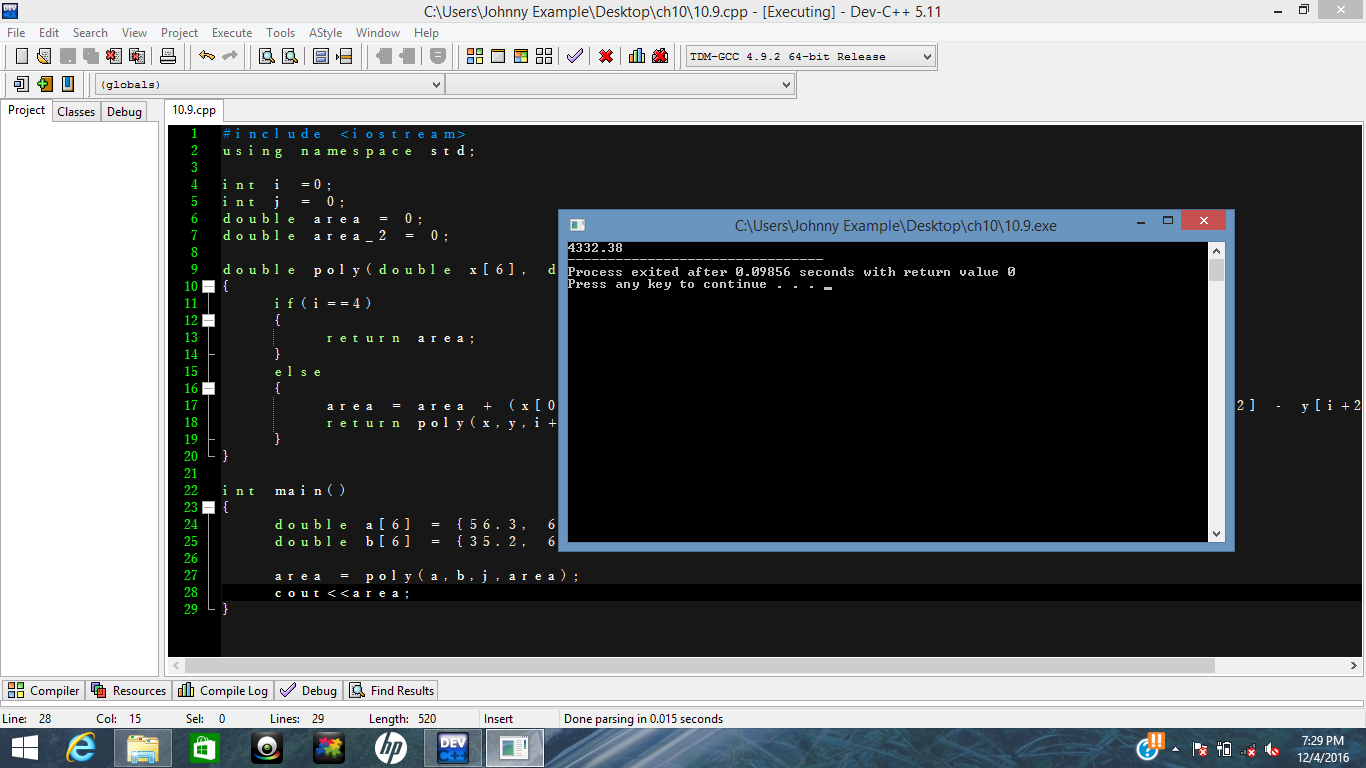 C:\Users\Johnny Example\Desktop\ch10\10.9.cpp - [Executing] - Dev-C++ 5.11
File Edit Search View Project Execute Tools AStyle Window Help
TDM-GCC 4.9.2 64-bit Release
(globals)
Project Classes Debug
10.9.cpp
1 #include <iostream>
2 using namespace std;
3
4 int i =0;
5 int j = 0;
6 double area = 0;
7 double area_2 = 0;
8
9 double poly(double x[6], d
10 {
11 if(i==4)
12 {
13 return area;
14 }
15 else
16 {
17 area = area + (x[0 2] - y[i+2
18 return poly(x,y,i+
19 }
20 }
21
22 int main()
23 {
24 double a[6] = {56.3, 6
25 double b[6] = {35.2, 6
26
27 area = poly(a,b,j,area);
28 cout<<area;
29 }
C:\Users\Johnny Example\Desktop\ch10\10.9.exe
4332.38
--------------------------------
Process exited after 0.09856 seconds with return value 0
Press any key to continue . . . _
Compiler Resources Compile Log Debug Find Results
Line: 28 Col: 15 Sel: 0 Lines: 29 Length: 520 Insert Done parsing in 0.015 seconds
DEV C++
7:29 PM
12/4/2016